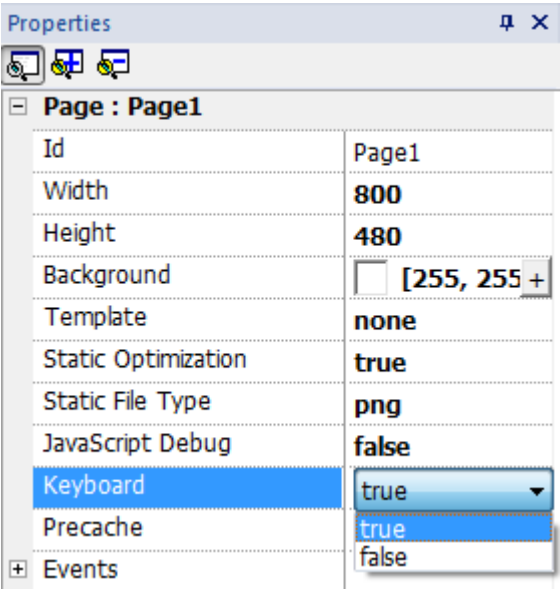 Properties
Page : Page1
Id Page1
Width 800
Height 480
Background [255, 255 +
Template none
Static Optimization true
Static File Type png
JavaScript Debug false
Keyboard true
Precache true
Events false